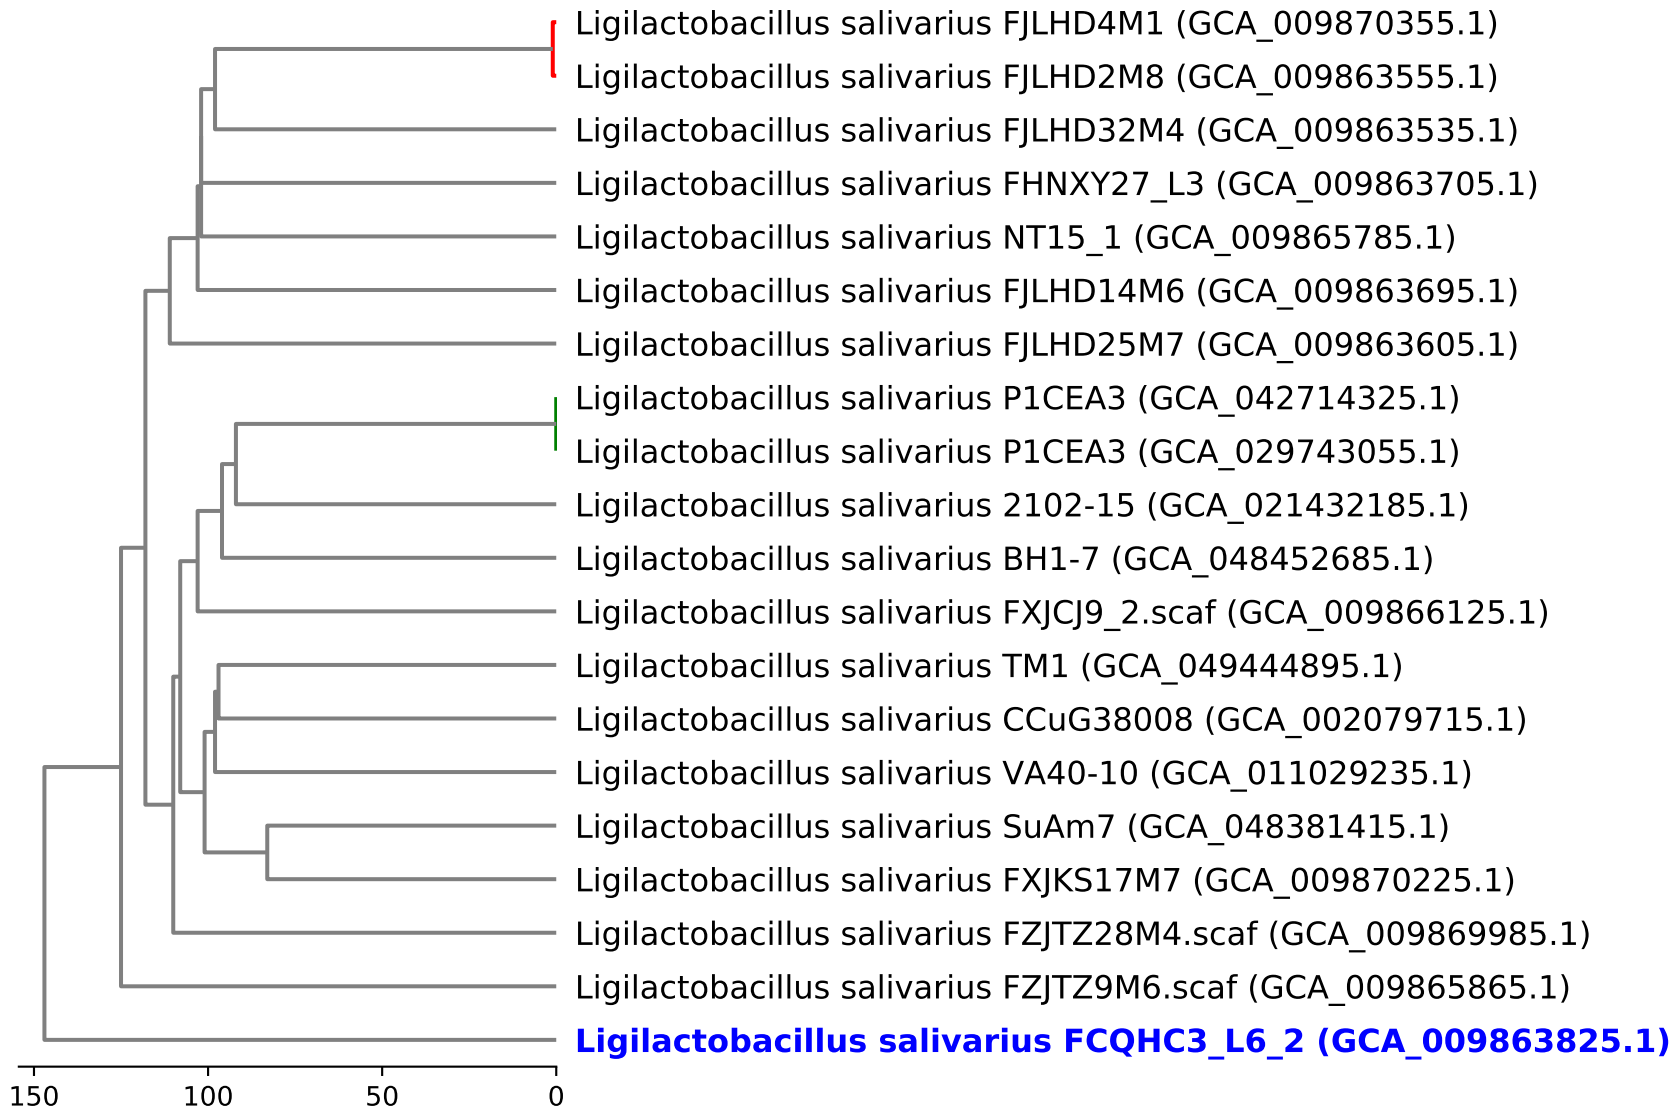 Ligilactobacillus salivarius FJLHD4M1 (GCA_009870355.1)
Ligilactobacillus salivarius FJLHD2M8 (GCA_009863555.1)
Ligilactobacillus salivarius FJLHD32M4 (GCA_009863535.1)
Ligilactobacillus salivarius FHNXY27_L3 (GCA_009863705.1)
Ligilactobacillus salivarius NT15_1 (GCA_009865785.1)
Ligilactobacillus salivarius FJLHD14M6 (GCA_009863695.1)
Ligilactobacillus salivarius FJLHD25M7 (GCA_009863605.1)
Ligilactobacillus salivarius P1CEA3 (GCA_042714325.1)
Ligilactobacillus salivarius P1CEA3 (GCA_029743055.1)
Ligilactobacillus salivarius 2102-15 (GCA_021432185.1)
Ligilactobacillus salivarius BH1-7 (GCA_048452685.1)
Ligilactobacillus salivarius FXJCJ9_2.scaf (GCA_009866125.1)
Ligilactobacillus salivarius TM1 (GCA_049444895.1)
Ligilactobacillus salivarius CCuG38008 (GCA_002079715.1)
Ligilactobacillus salivarius VA40-10 (GCA_011029235.1)
Ligilactobacillus salivarius SuAm7 (GCA_048381415.1)
Ligilactobacillus salivarius FXJKS17M7 (GCA_009870225.1)
Ligilactobacillus salivarius FZJTZ28M4.scaf (GCA_009869985.1)
Ligilactobacillus salivarius FZJTZ9M6.scaf (GCA_009865865.1)
Ligilactobacillus salivarius FCQHC3_L6_2 (GCA_009863825.1)
150 100 50 0